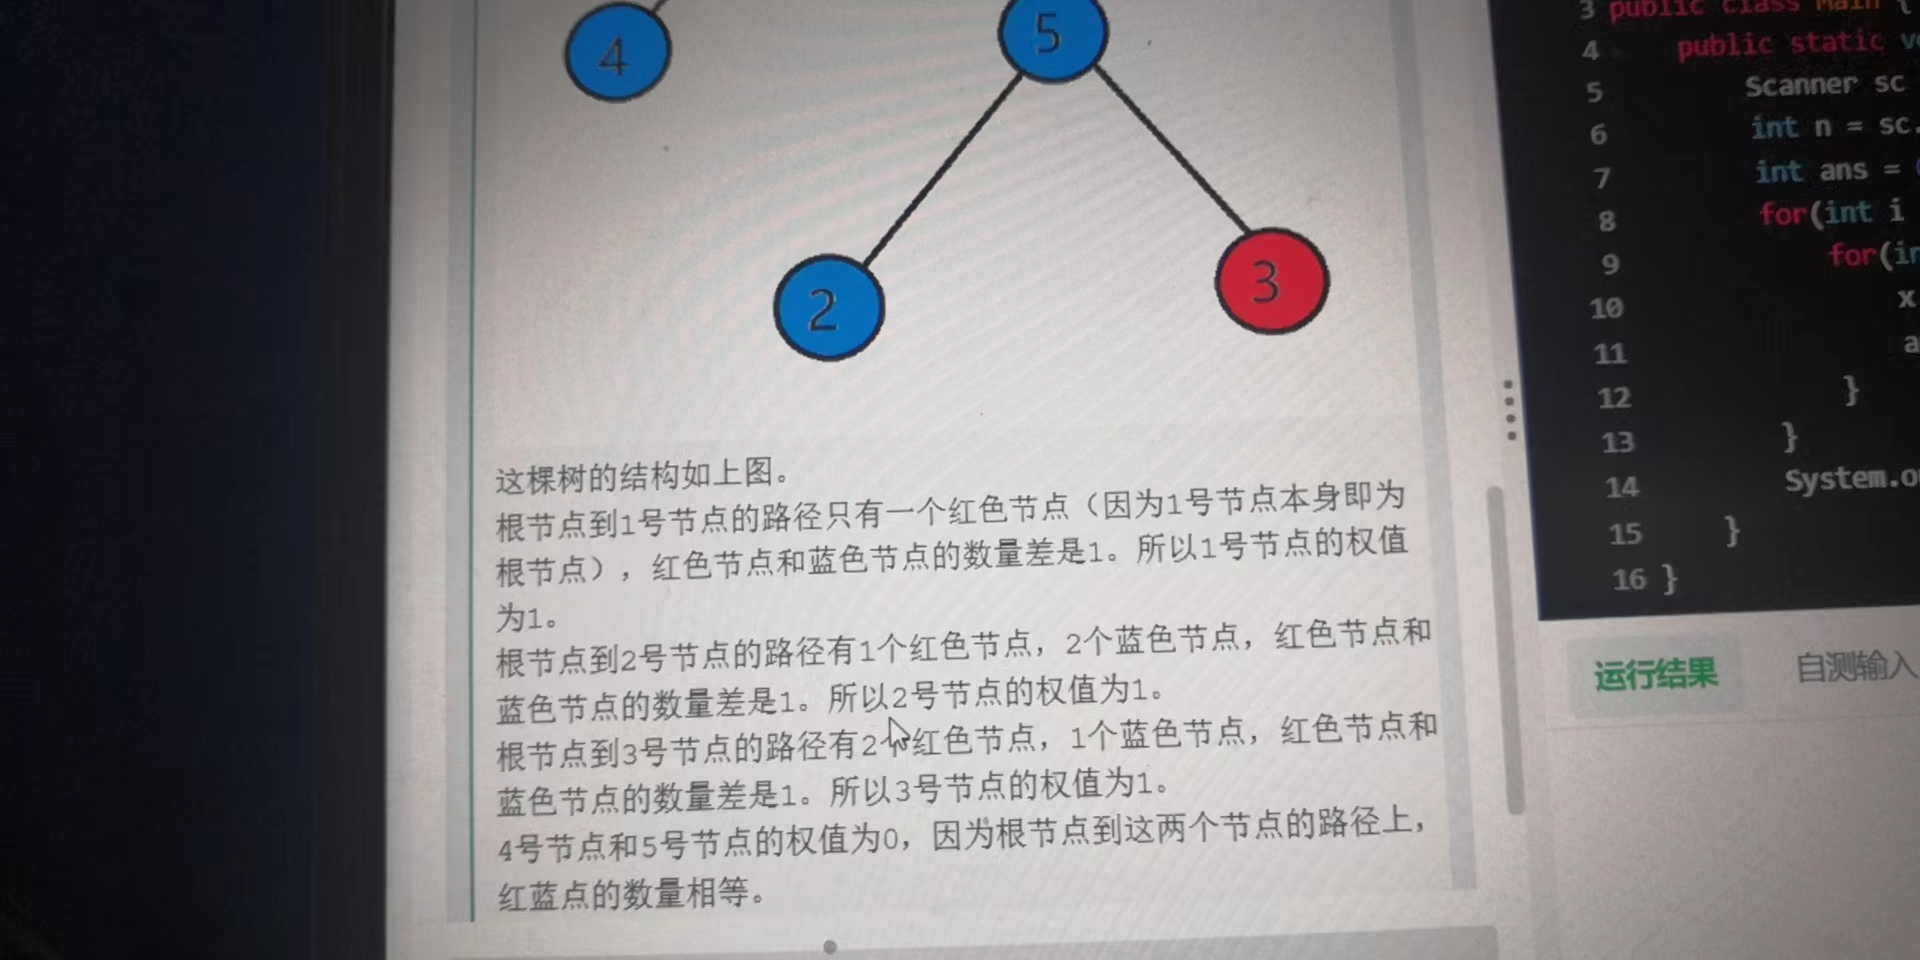 4
5
2
3
这棵树的结构如上图。
根节点到1号节点的路径只有一个红色节点（因为1号节点本身即为
根节点），红色节点和蓝色节点的数量差是1。所以1号节点的权值
为1。
根节点到2号节点的路径有1个红色节点，2个蓝色节点，红色节点和
蓝色节点的数量差是1。所以2号节点的权值为1。
根节点到3号节点的路径有2个红色节点，1个蓝色节点，红色节点和
蓝色节点的数量差是1。所以3号节点的权值为1。
4号节点和5号节点的权值为0，因为根节点到这两个节点的路径上，
红蓝点的数量相等。
3 public class Main {
4 public static
5 Scanner sc
6 int n = sc.
7 int ans =
8 for(int i
9 for(
10 x
11 a
12 }
13 }
14 System.o
15 }
16 }
运行结果 自测输入